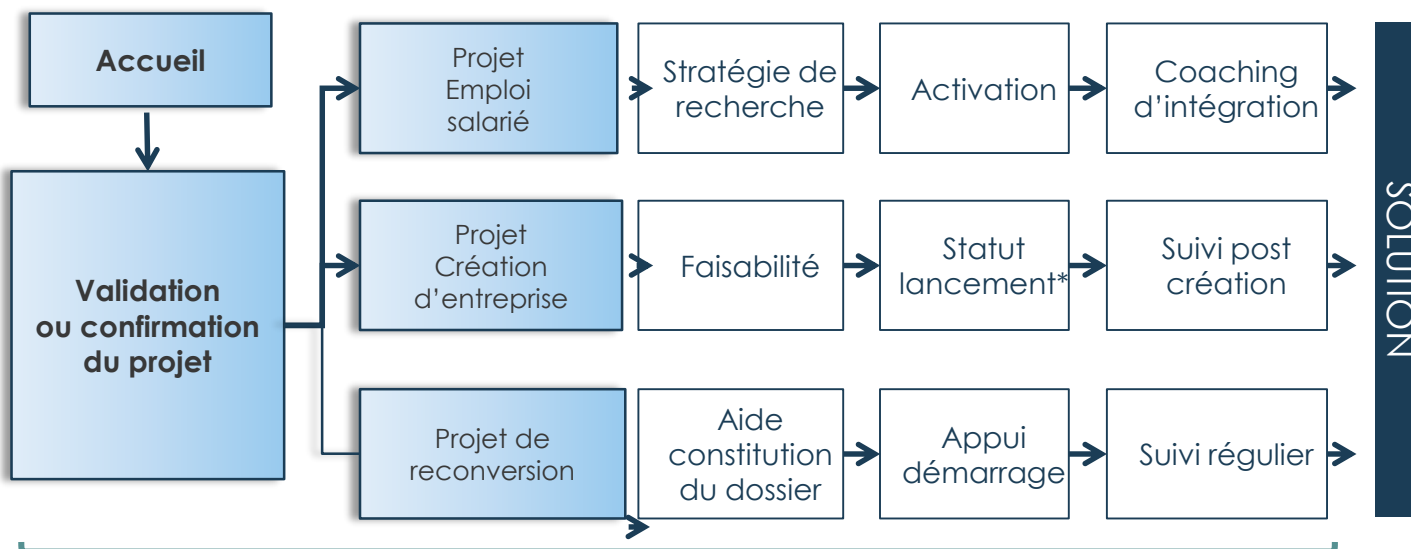 Accueil
Validation
ou confirmation
du projet
Projet
Emploi
salarié
Stratégie de
recherche
Activation
Coaching
d’intégration
Projet
Création
d’entreprise
Faisabilité
Statut
lancement*
Suivi post
création
Projet de
reconversion
Aide
constitution
du dossier
Appui
démarrage
Suivi régulier
SOLUTION